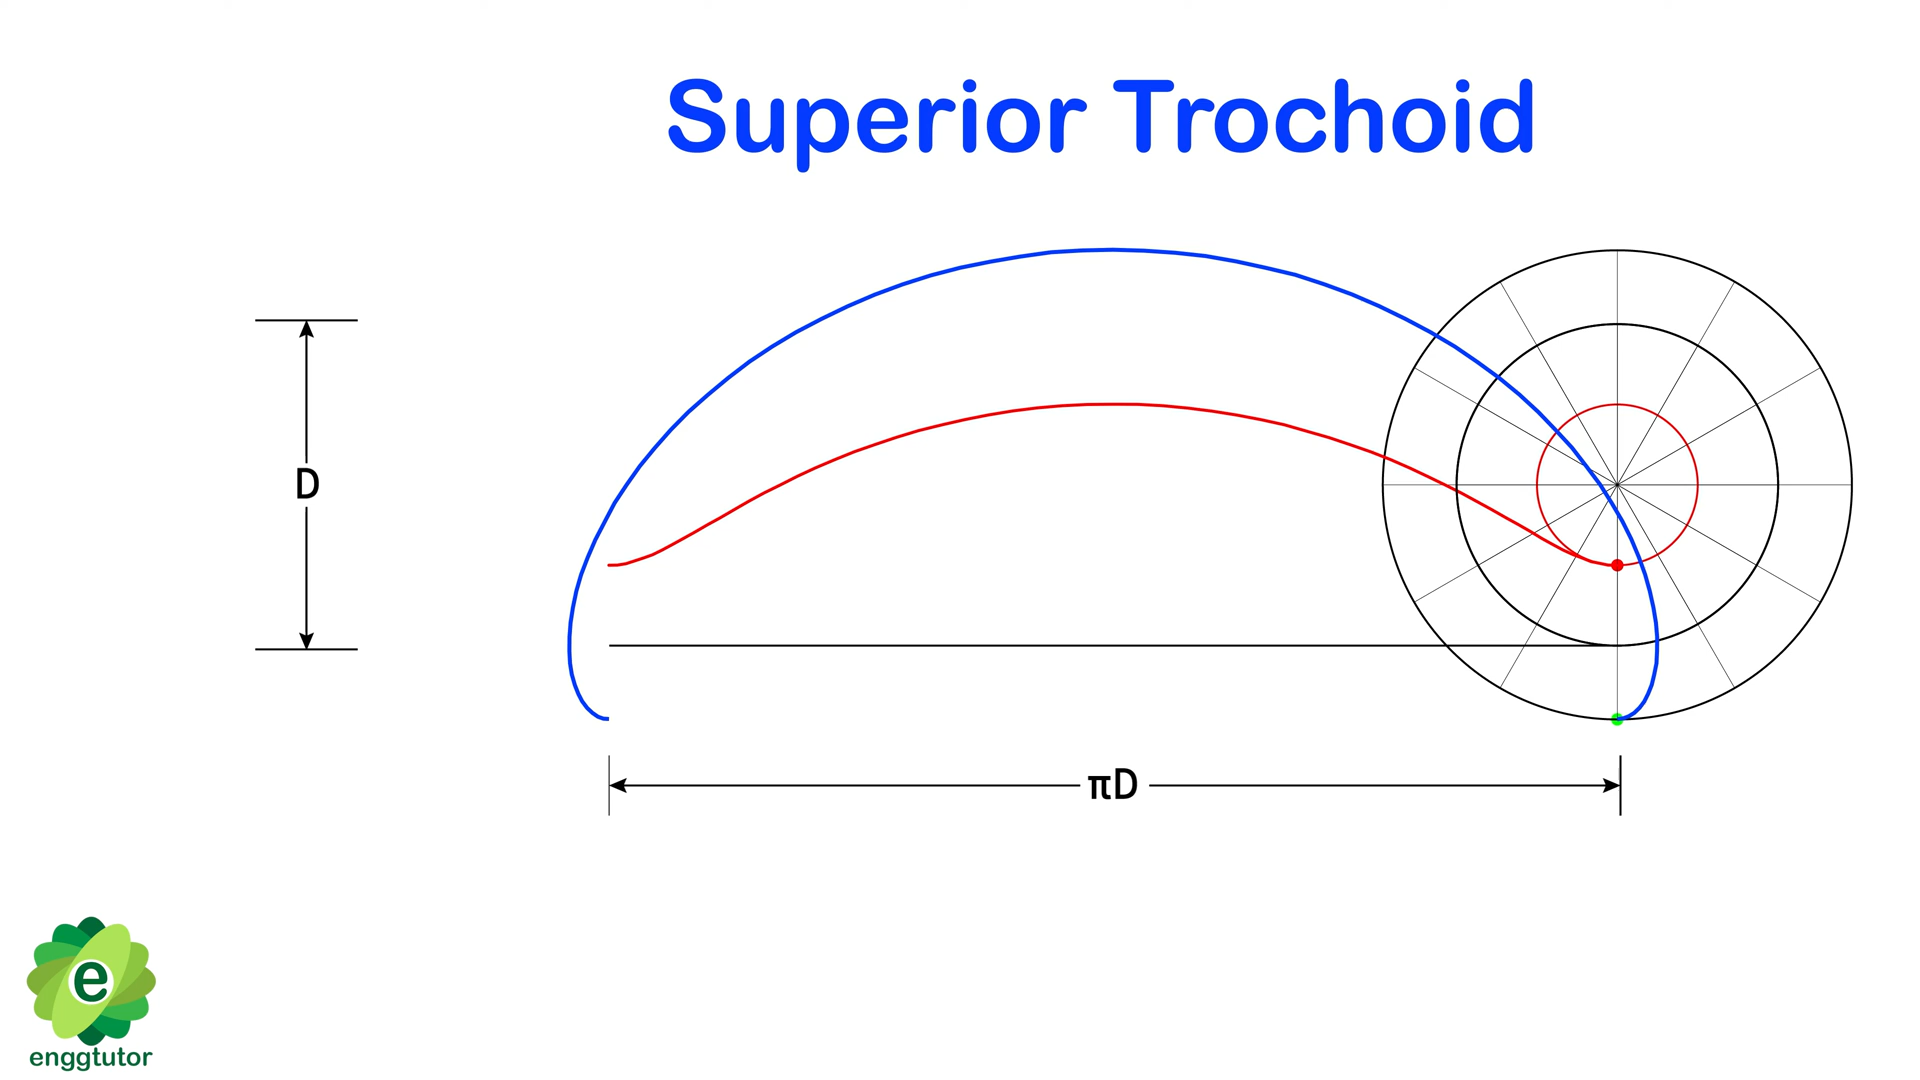 Superior Trochoid
D
πD
e
enggtutor